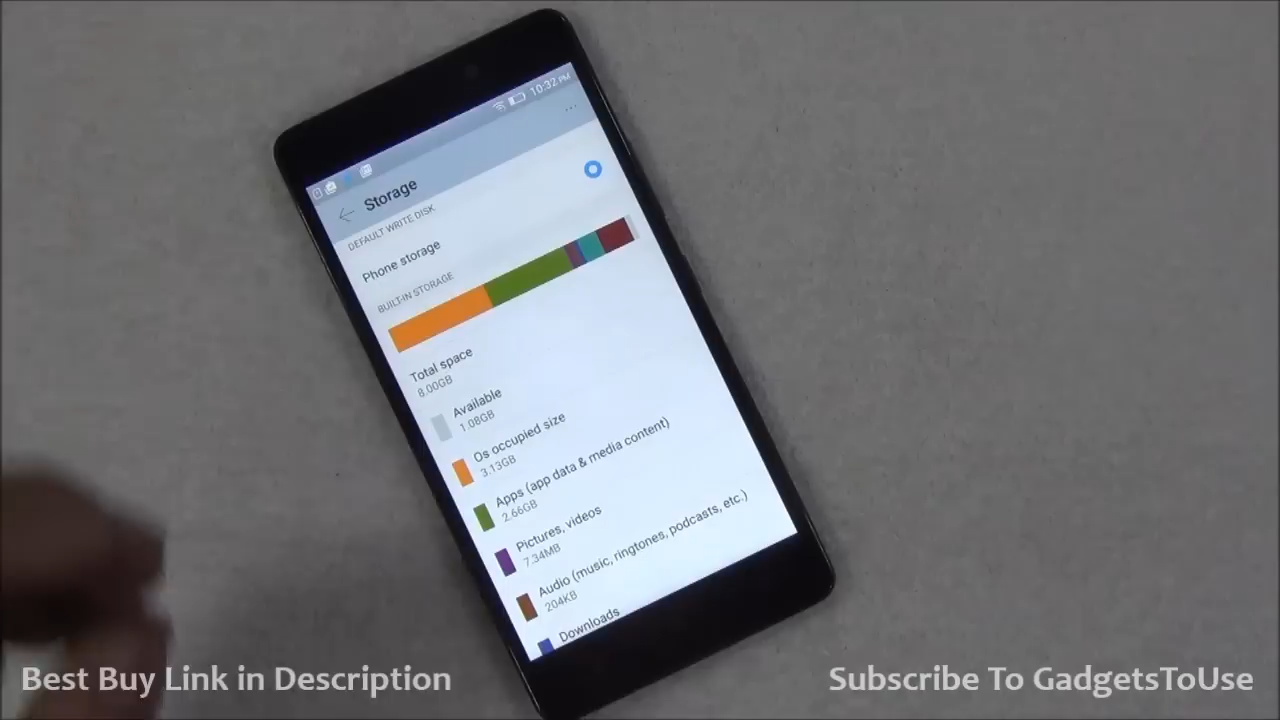 10:32 PM
Storage
DEFAULT WRITE DISK
Phone storage
BUILT-IN STORAGE
Total space
8.00GB
Available
1.08GB
Os occupied size
3.13GB
Apps (app data & media content)
2.66GB
Pictures, videos
7.34MB
Audio (music, ringtones, podcasts, etc.)
204KB
Downloads
Best Buy Link in Description
Subscribe To GadgetsToUse